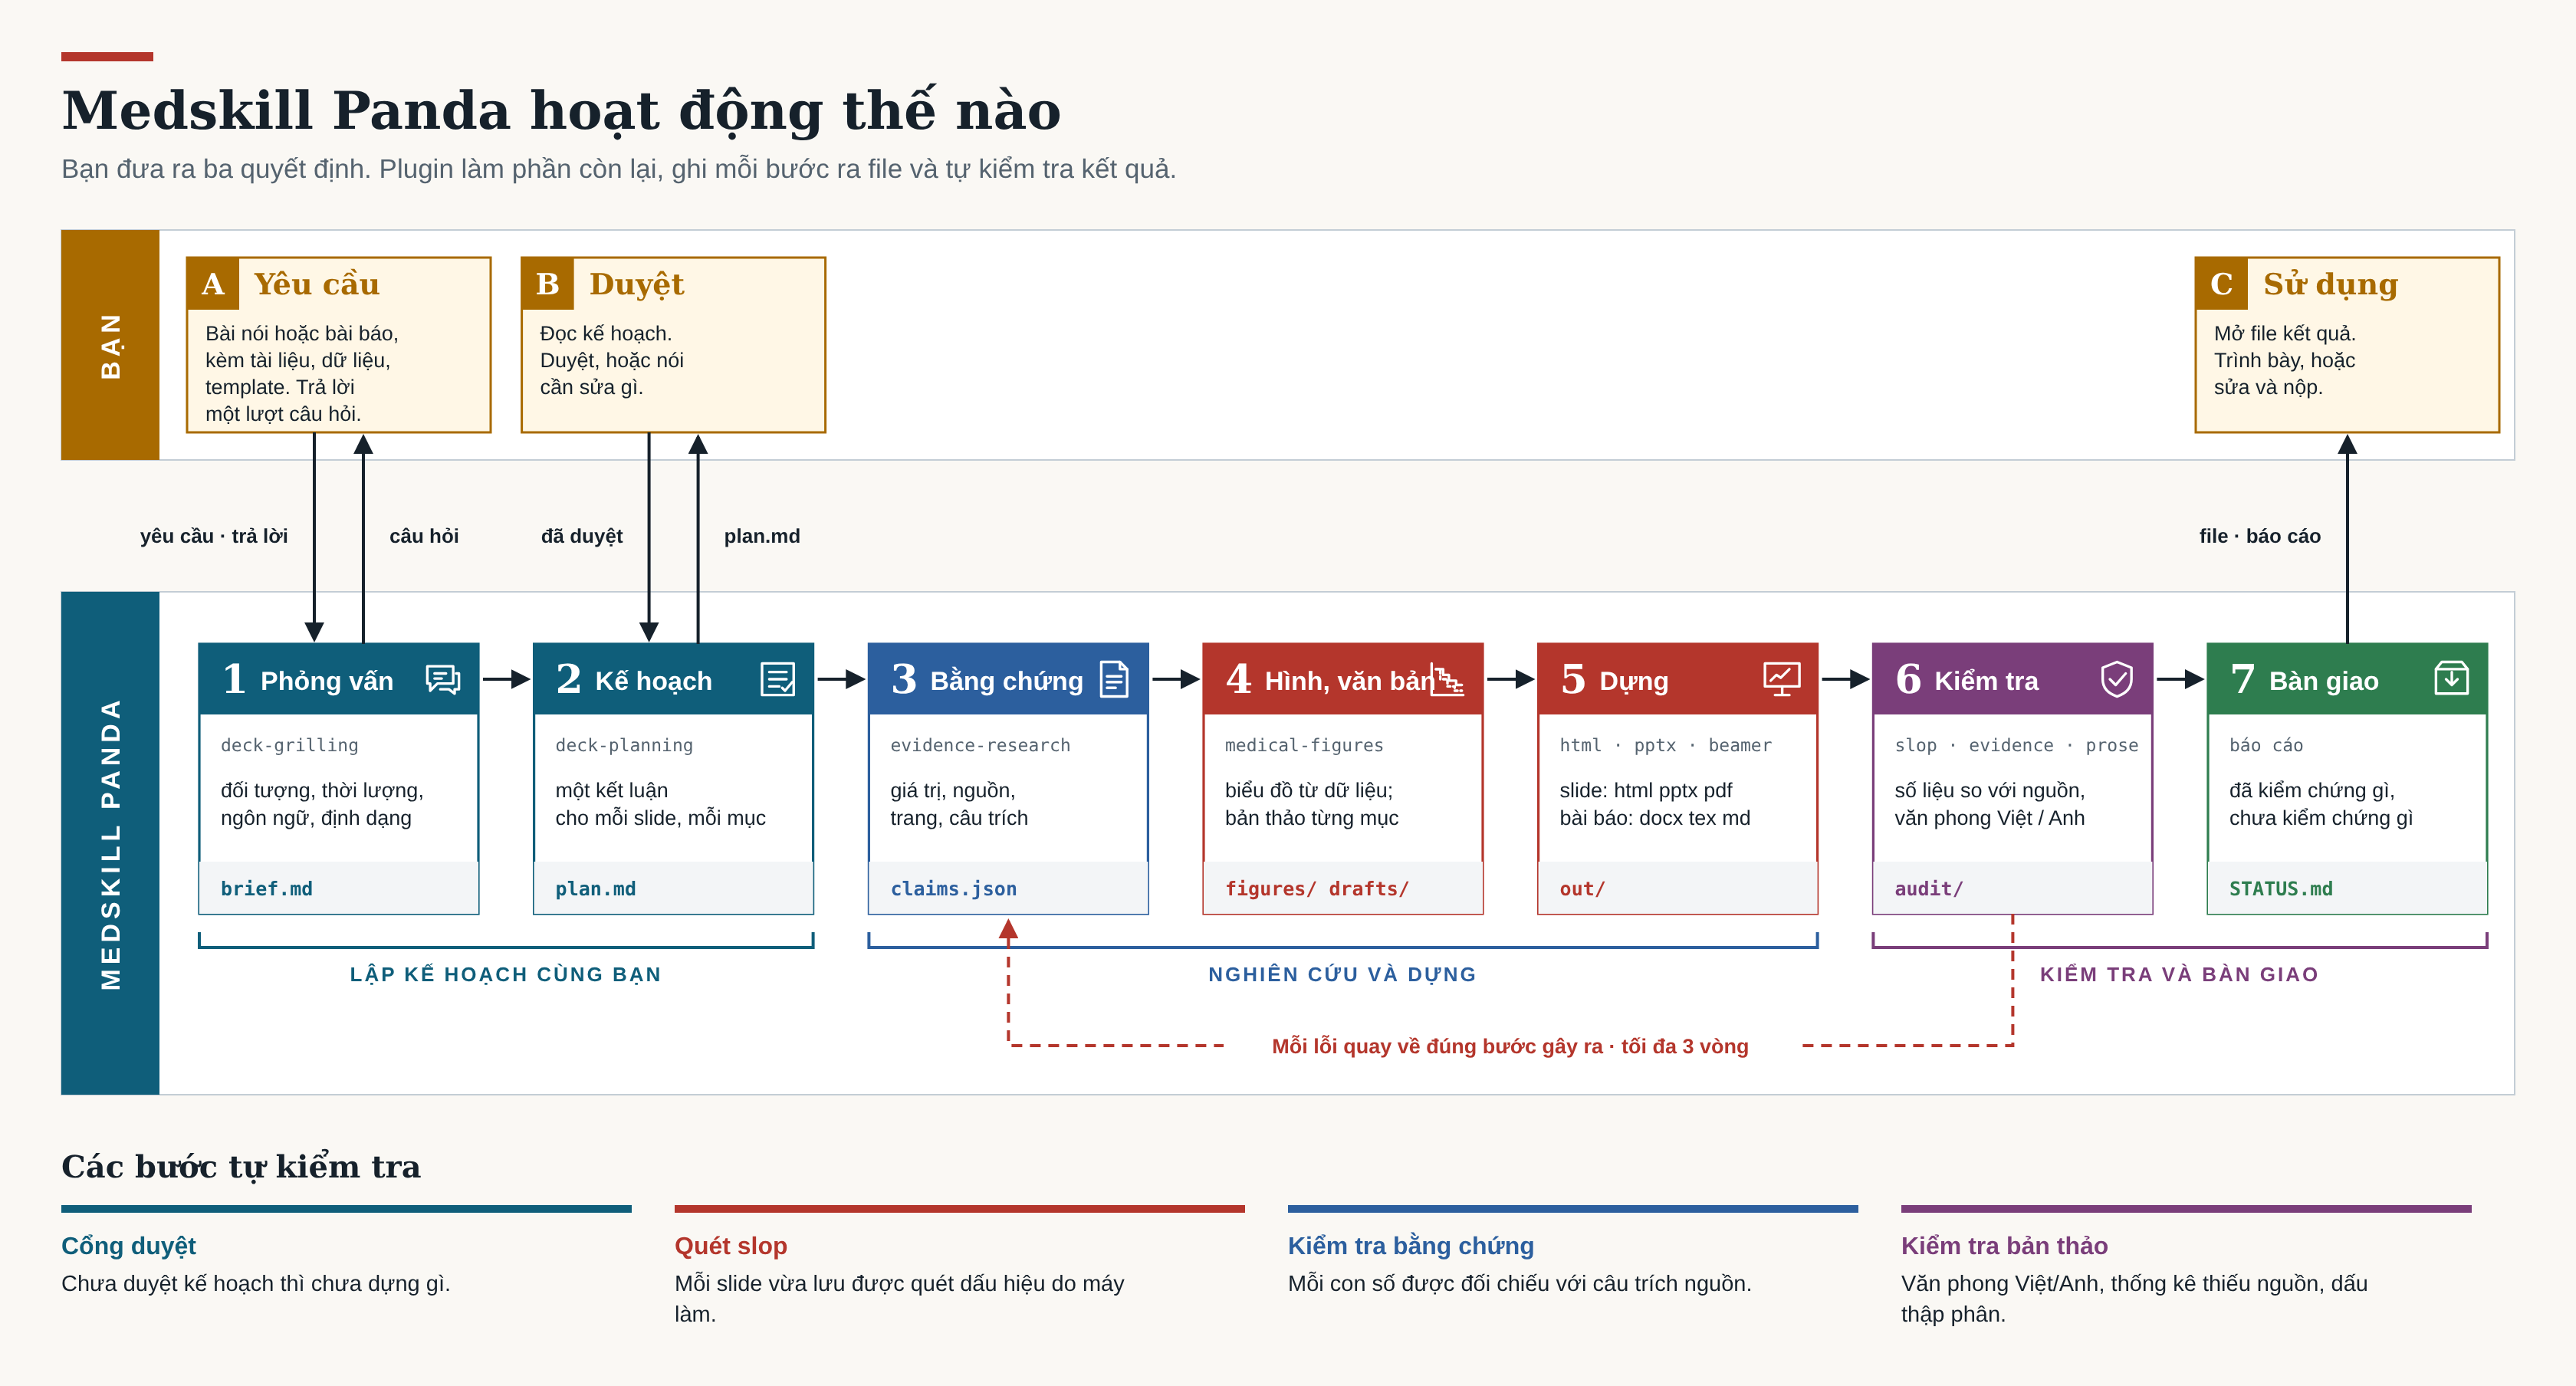 Medskill Panda hoạt động thế nào
Bạn đưa ra ba quyết định. Plugin làm phần còn lại, ghi mỗi bước ra file và tự kiểm tra kết quả.
BẠN
A Yêu cầu
Bài nói hoặc bài báo,
kèm tài liệu, dữ liệu,
template. Trả lời
một lượt câu hỏi.
B Duyệt
Đọc kế hoạch.
Duyệt, hoặc nói
cần sửa gì.
C Sử dụng
Mở file kết quả.
Trình bày, hoặc
sửa và nộp.
yêu cầu · trả lời
câu hỏi
đã duyệt
plan.md
file · báo cáo
MEDSKILL PANDA
1 Phỏng vấn
deck-grilling
đối tượng, thời lượng,
ngôn ngữ, định dạng
brief.md
2 Kế hoạch
deck-planning
một kết luận
cho mỗi slide, mỗi mục
plan.md
3 Bằng chứng
evidence-research
giá trị, nguồn,
trang, câu trích
claims.json
4 Hình, văn bản
medical-figures
biểu đồ từ dữ liệu;
bản thảo từng mục
figures/ drafts/
5 Dựng
html · pptx · beamer
slide: html pptx pdf
bài báo: docx tex md
out/
6 Kiểm tra
slop · evidence · prose
số liệu so với nguồn,
văn phong Việt / Anh
audit/
7 Bàn giao
báo cáo
đã kiểm chứng gì,
chưa kiểm chứng gì
STATUS.md
LẬP KẾ HOẠCH CÙNG BẠN
NGHIÊN CỨU VÀ DỰNG
KIỂM TRA VÀ BÀN GIAO
Mỗi lỗi quay về đúng bước gây ra · tối đa 3 vòng
Các bước tự kiểm tra
Cổng duyệt
Chưa duyệt kế hoạch thì chưa dựng gì.
Quét slop
Mỗi slide vừa lưu được quét dấu hiệu do máy
làm.
Kiểm tra bằng chứng
Mỗi con số được đối chiếu với câu trích nguồn.
Kiểm tra bản thảo
Văn phong Việt/Anh, thống kê thiếu nguồn, dấu
thập phân.